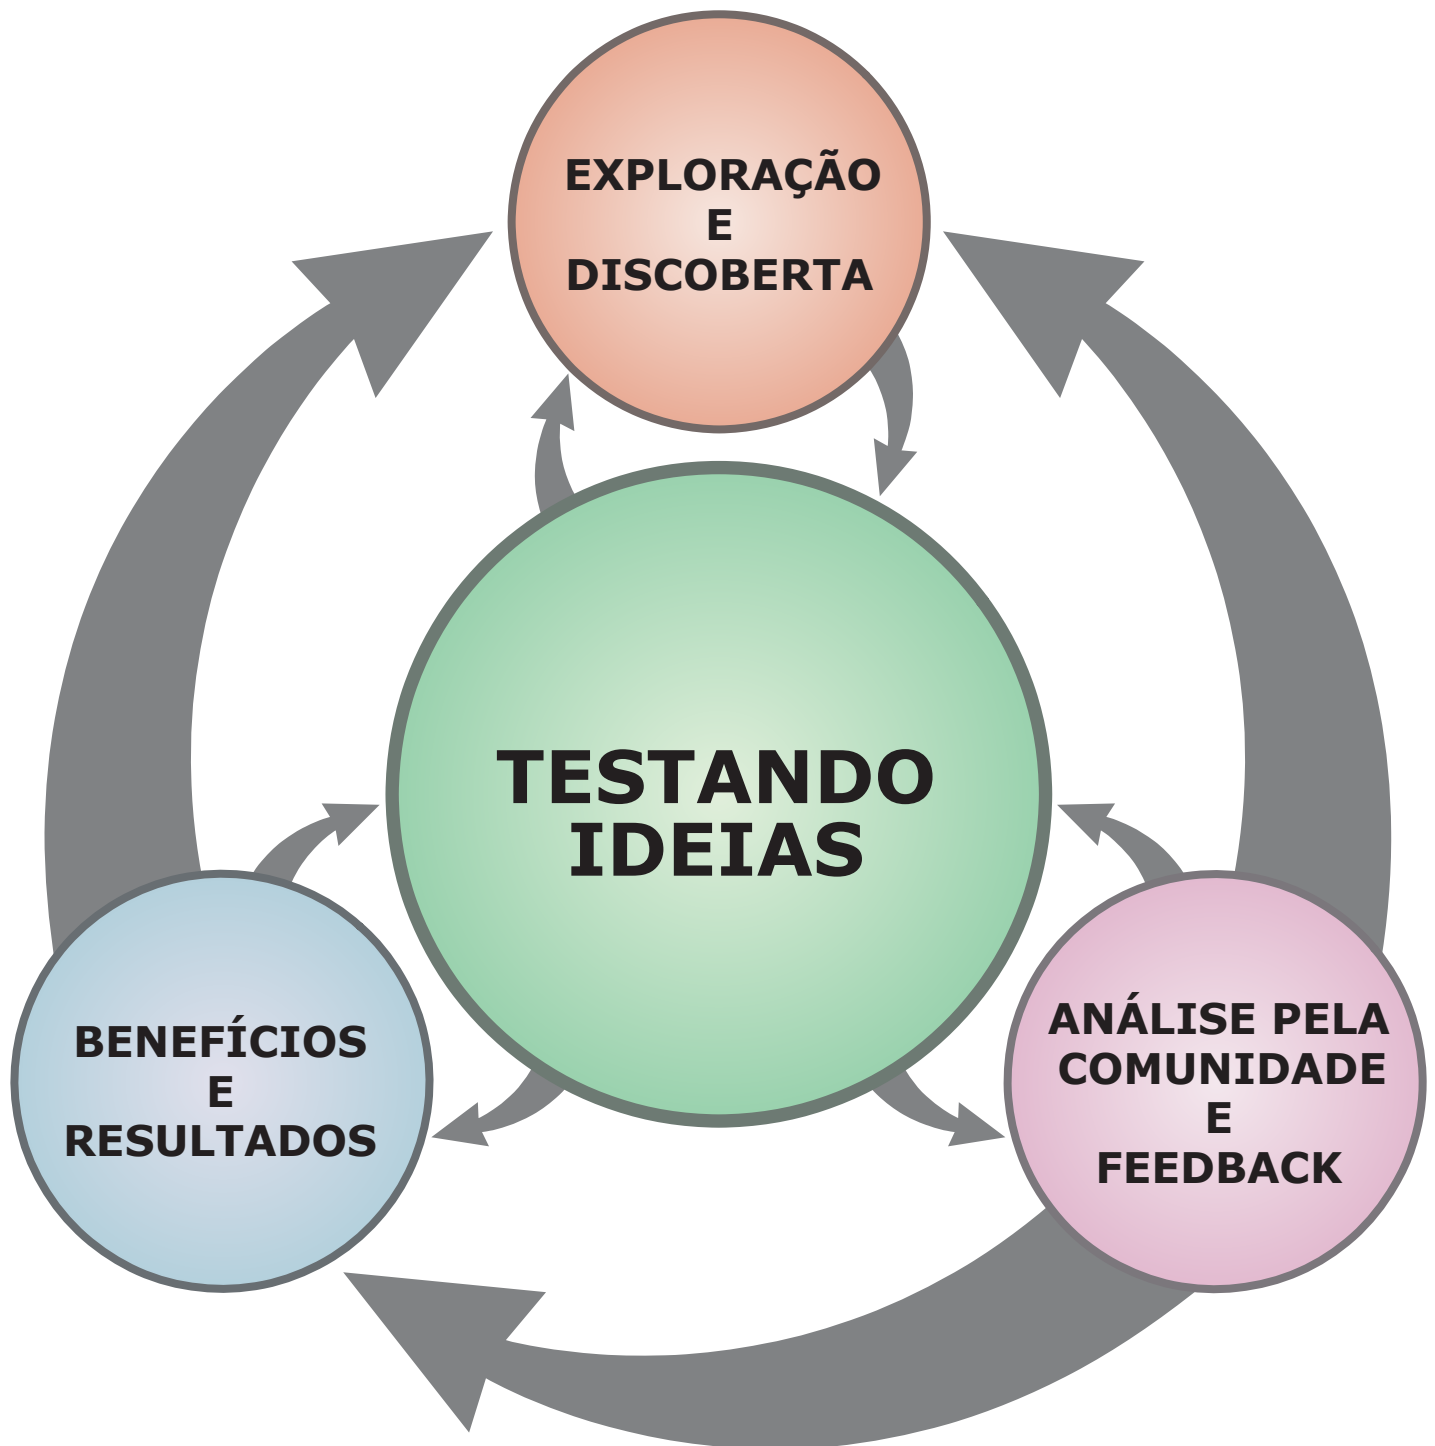 EXPLORAÇÃO
E
DISCOBERTA
TESTANDO
IDEIAS
BENEFÍCIOS
E
RESULTADOS
ANÁLISE PELA
COMUNIDADE
E
FEEDBACK